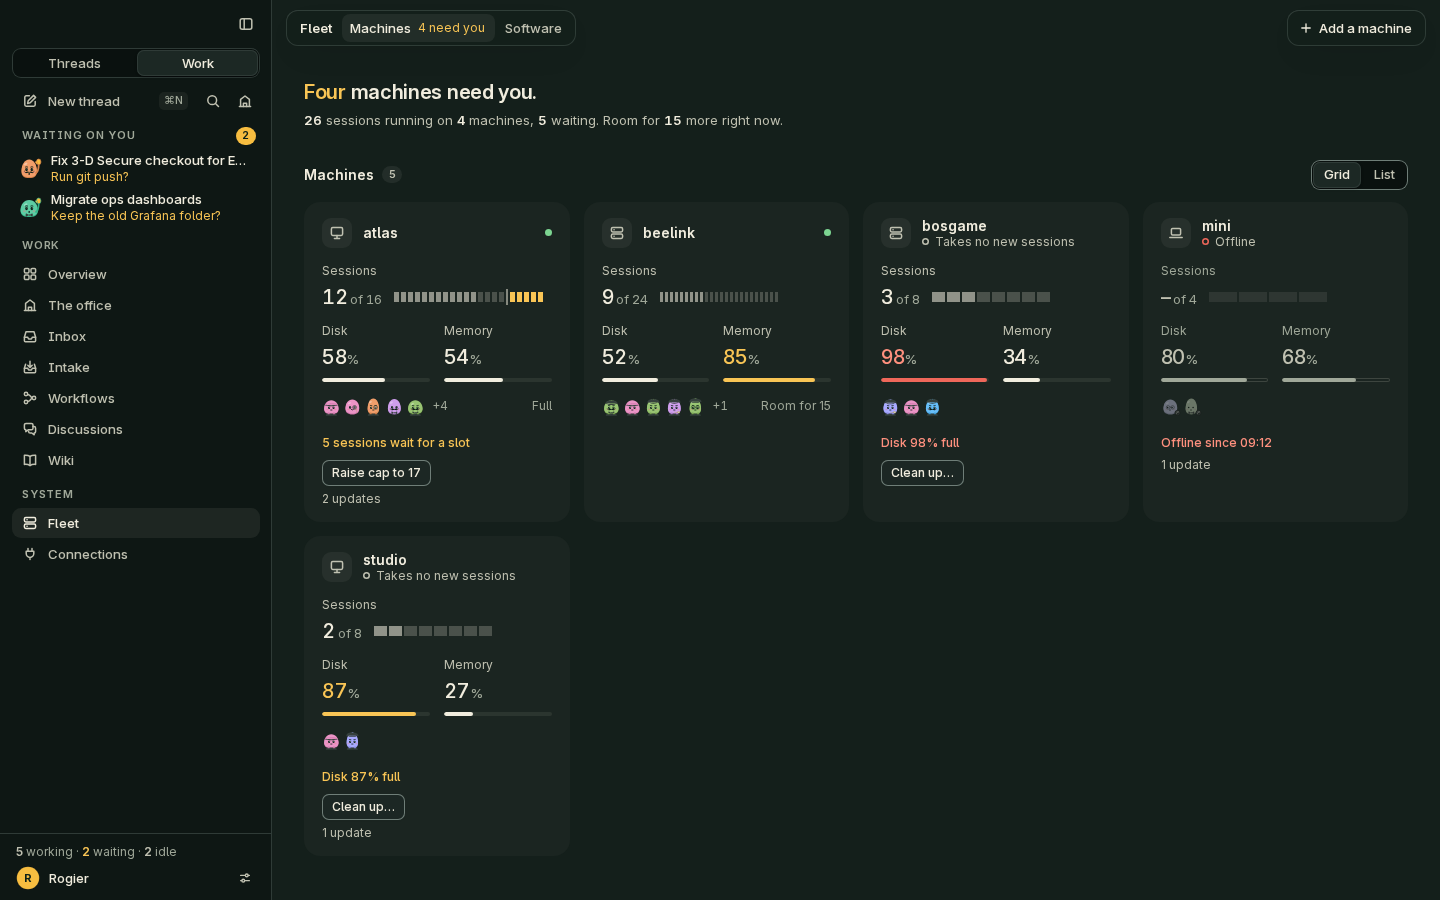 Threads
Work
New thread
⌘N
WAITING ON YOU
2
Fix 3-D Secure checkout for E…
Run git push?
Migrate ops dashboards
Keep the old Grafana folder?
WORK
Overview
The office
Inbox
Intake
Workflows
Discussions
Wiki
SYSTEM
Fleet
Connections
5 working · 2 waiting · 2 idle
R
Rogier
Fleet
Machines 4 need you
Software
Add a machine
Four machines need you.
26 sessions running on 4 machines, 5 waiting. Room for 15 more right now.
Machines 5
Grid
List
atlas
Sessions
12 of 16
Disk
Memory
58%
54%
+4
Full
5 sessions wait for a slot
Raise cap to 17
2 updates
beelink
Sessions
9 of 24
Disk
Memory
52%
85%
+1
Room for 15
bosgame
Takes no new sessions
Sessions
3 of 8
Disk
Memory
98%
34%
Disk 98% full
Clean up…
mini
Offline
Sessions
– of 4
Disk
Memory
80%
68%
Offline since 09:12
1 update
studio
Takes no new sessions
Sessions
2 of 8
Disk
Memory
87%
27%
Disk 87% full
Clean up…
1 update